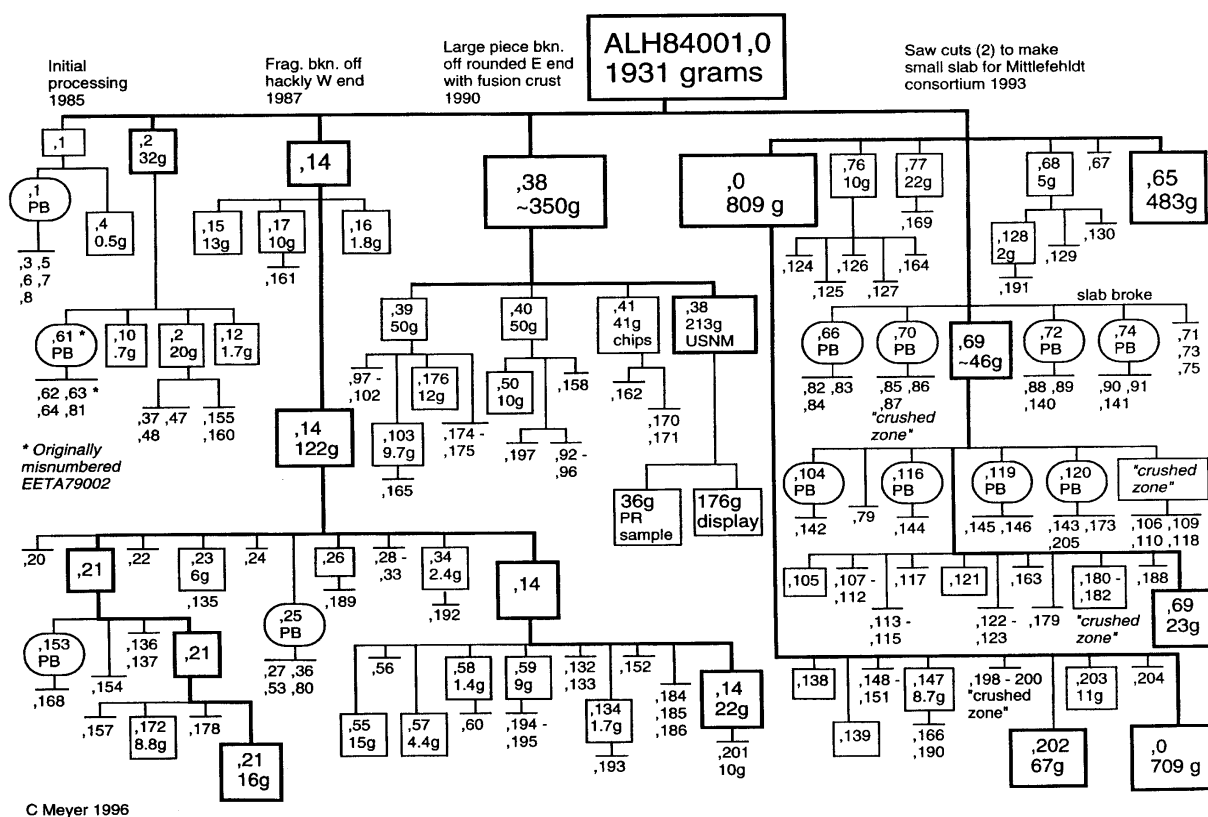 ALH84001,0
1931 grams
Initial
processing
1985
Frag. bkn. off
hackly W end
1987
Large piece bkn.
off rounded E end
with fusion crust
1990
Saw cuts (2) to make
small slab for Mittlefehldt
consortium 1993
,1
,2
32g
,14
,38
~350g
,0
809 g
,76
10g
,77
22g
,68
5g
,67
,65
483g
,1
PB
,4
0.5g
,3 ,5
,6 ,7
,8
,15
13g
,17
10g
,16
1.8g
,161
,169
,124
,125
,126
,127
,164
,128
2g
,129
,130
,191
slab broke
,61 *
PB
,10
.7g
,2
20g
,12
1.7g
,62 ,63 *
,64 ,81
,37 ,47
,48
,155
,160
* Originally
misnumbered
EETA79002
,39
50g
,40
50g
,41
41g
chips
,38
213g
USNM
,97 -
,102
,176
12g
,103
9.7g
,165
,174 -
,175
,50
10g
,158
,197
,92 -
,96
,162
,170
,171
36g
PR
sample
176g
display
,66
PB
,70
PB
,69
~46g
,72
PB
,74
PB
,71
,73
,75
,82 ,83
,84
,85 ,86
,87
"crushed
zone"
,88 ,89
,140
,90 ,91
,141
,14
122g
,104
PB
,142
,79
,116
PB
,144
,119
PB
,145 ,146
,120
PB
,143 ,173
,205
"crushed
zone"
,106 ,109
,110 ,118
,105
,107 -
,112
,113 -
,115
,117
,121
,122 -
,123
,163
,179
,180 -
,182
"crushed
zone"
,188
,69
23g
,20
,21
,22
,23
6g
,135
,24
,25
PB
,27 ,36
,53 ,80
,26
,189
,28 -
,33
,34
2.4g
,192
,14
,153
PB
,168
,154
,136
,137
,21
,157
,172
8.8g
,178
,21
16g
,55
15g
,56
,57
4.4g
,58
1.4g
,60
,59
9g
,194 -
,195
,132
,133
,134
1.7g
,193
,152
,184
,185
,186
,14
22g
,201
10g
,138
,139
,148 -
,151
,147
8.7g
,166
,190
,198 - 200
"crushed
zone"
,202
67g
,203
11g
,204
,0
709 g
C Meyer 1996